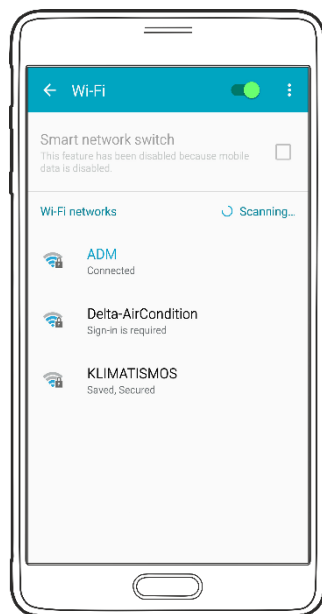 Wi-Fi
Smart network switch
This feature has been disabled because mobile
data is disabled.
Wi-Fi networks
Scanning...
ADM
Connected
Delta-AirCondition
Sign-in is required
KLIMATISMOS
Saved, Secured